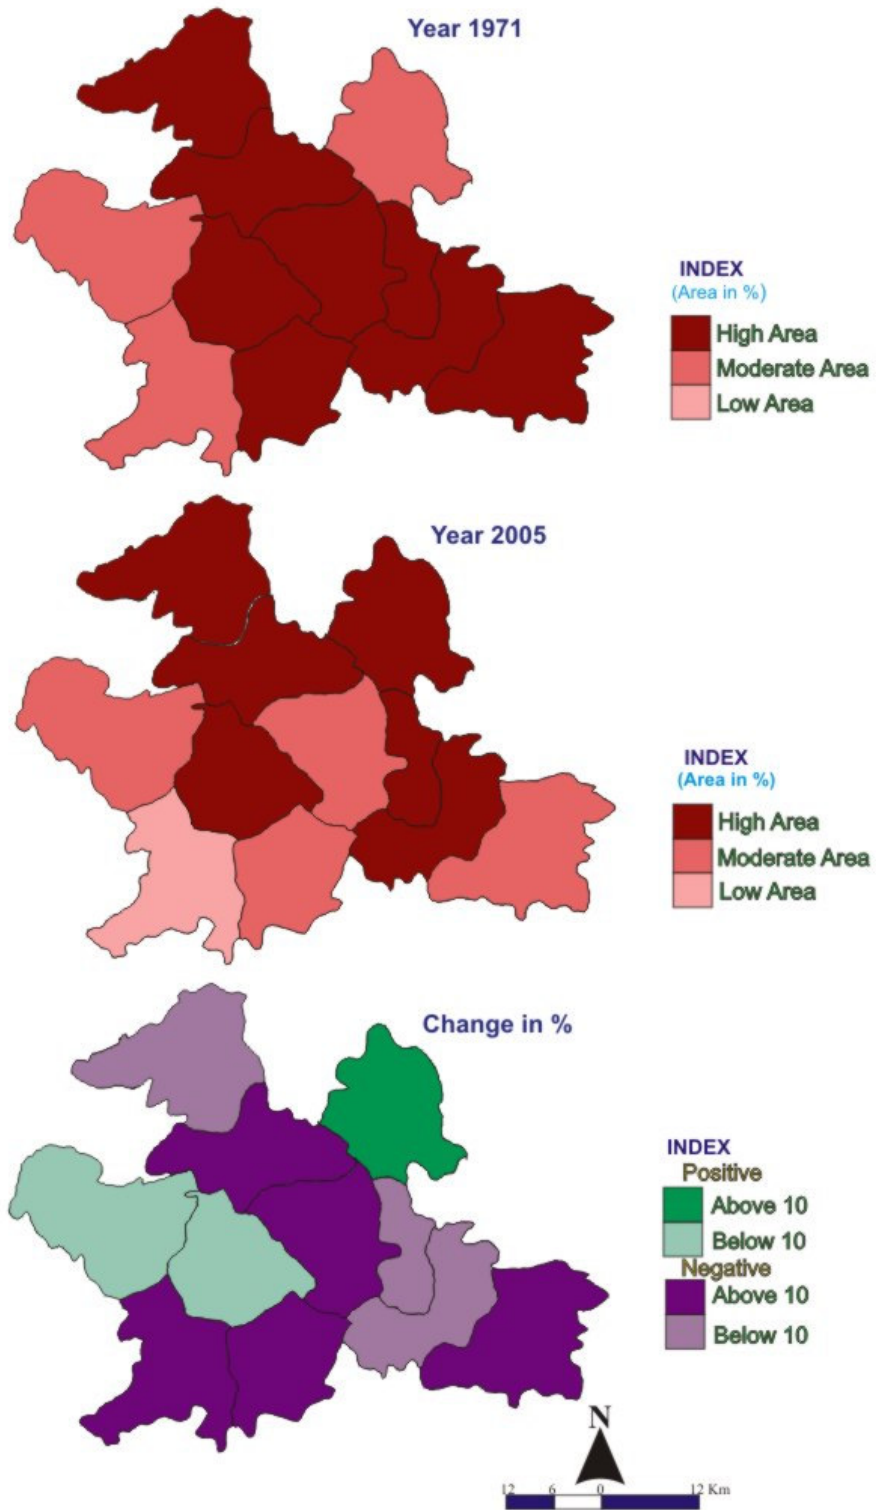 Year 1971
INDEX
(Area in %)
High Area
Moderate Area
Low Area
Year 2005
INDEX
(Area in %)
High Area
Moderate Area
Low Area
Change in %
INDEX
Positive
Above 10
Below 10
Negative
Above 10
Below 10
N
12 6 0 12 Km